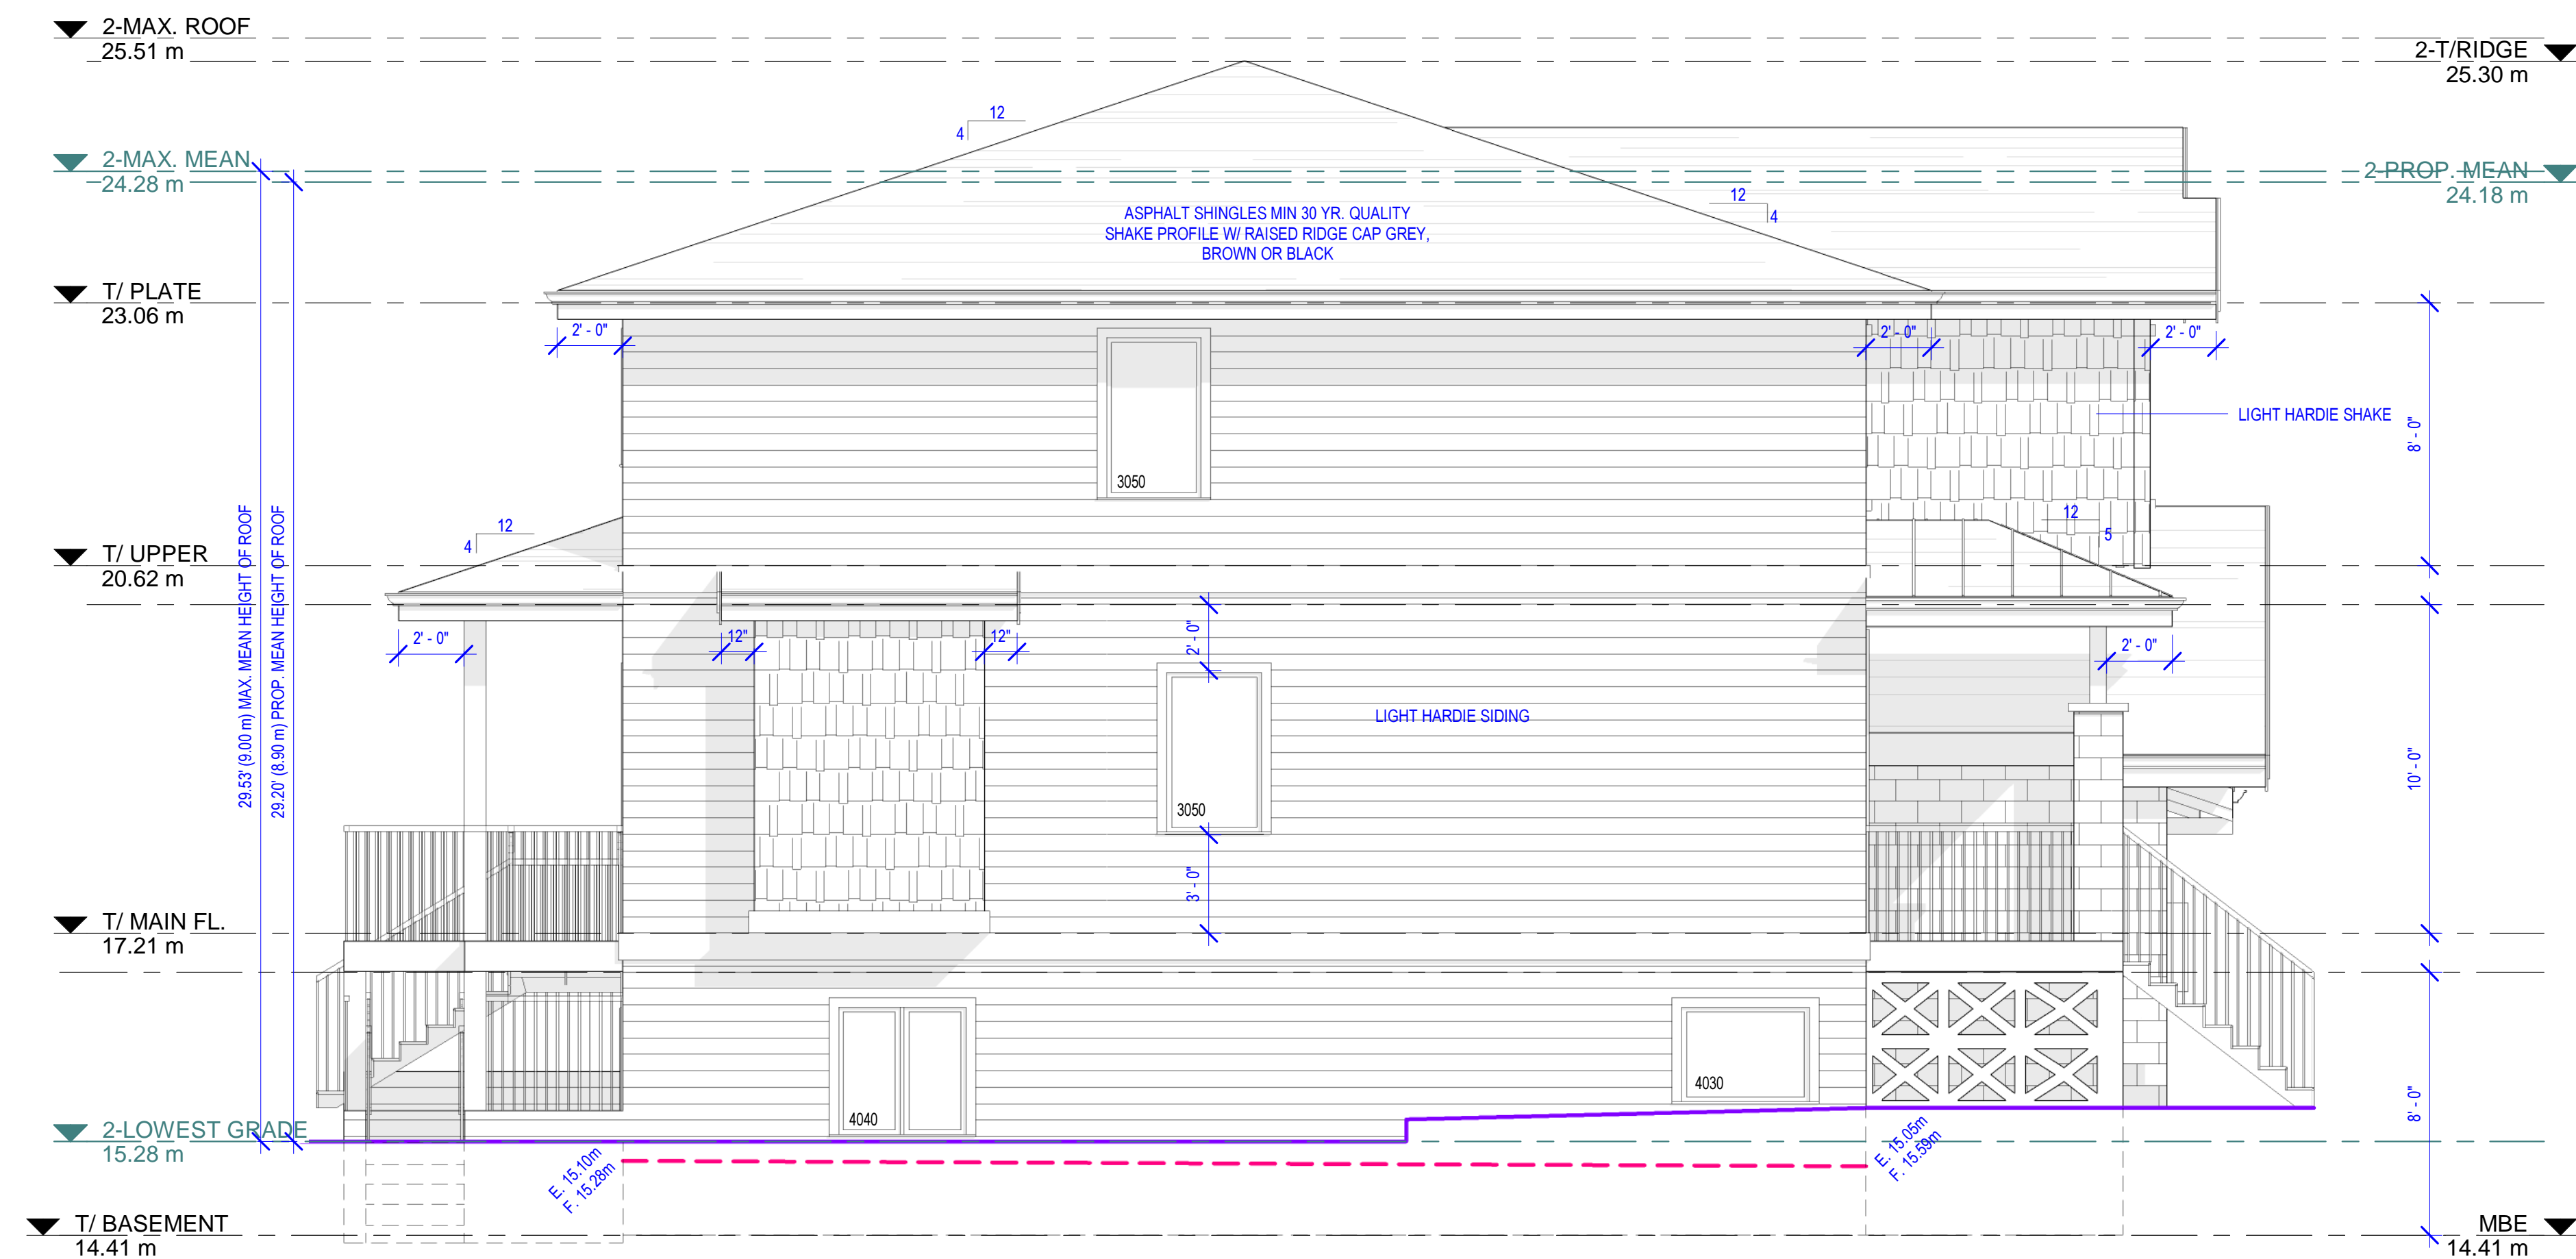 2-MAX. ROOF
25.51 m
2-T/RIDGE
25.30 m
12
4
2-MAX. MEAN
24.28 m
2-PROP. MEAN
24.18 m
12
4
ASPHALT SHINGLES MIN 30 YR. QUALITY
SHAKE PROFILE W/ RAISED RIDGE CAP GREY,
BROWN OR BLACK
T/ PLATE
23.06 m
2' - 0"
2' - 0"
2' - 0"
LIGHT HARDIE SHAKE
8' - 0"
3050
12
4
12
5
T/ UPPER
20.62 m
29.53' (9.00 m) MAX. MEAN HEIGHT OF ROOF
29.20' (8.90 m) PROP. MEAN HEIGHT OF ROOF
2' - 0"
12"
12"
2' - 0"
2' - 0"
LIGHT HARDIE SIDING
10' - 0"
3050
3' - 0"
T/ MAIN FL.
17.21 m
4040
4030
8' - 0"
2-LOWEST GRADE
15.28 m
E. 15.10m
F. 15.28m
E. 15.05m
F. 15.59m
T/ BASEMENT
14.41 m
MBE
14.41 m